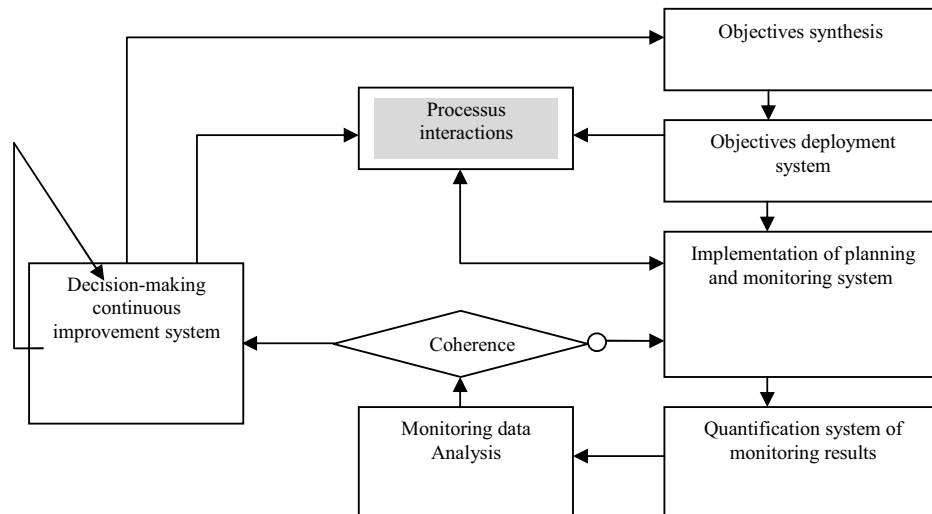 Objectives synthesis
Processus
interactions
Objectives deployment
system
Implementation of planning
and monitoring system
Decision-making
continuous
improvement system
Coherence
Monitoring data
Analysis
Quantification system of
monitoring results